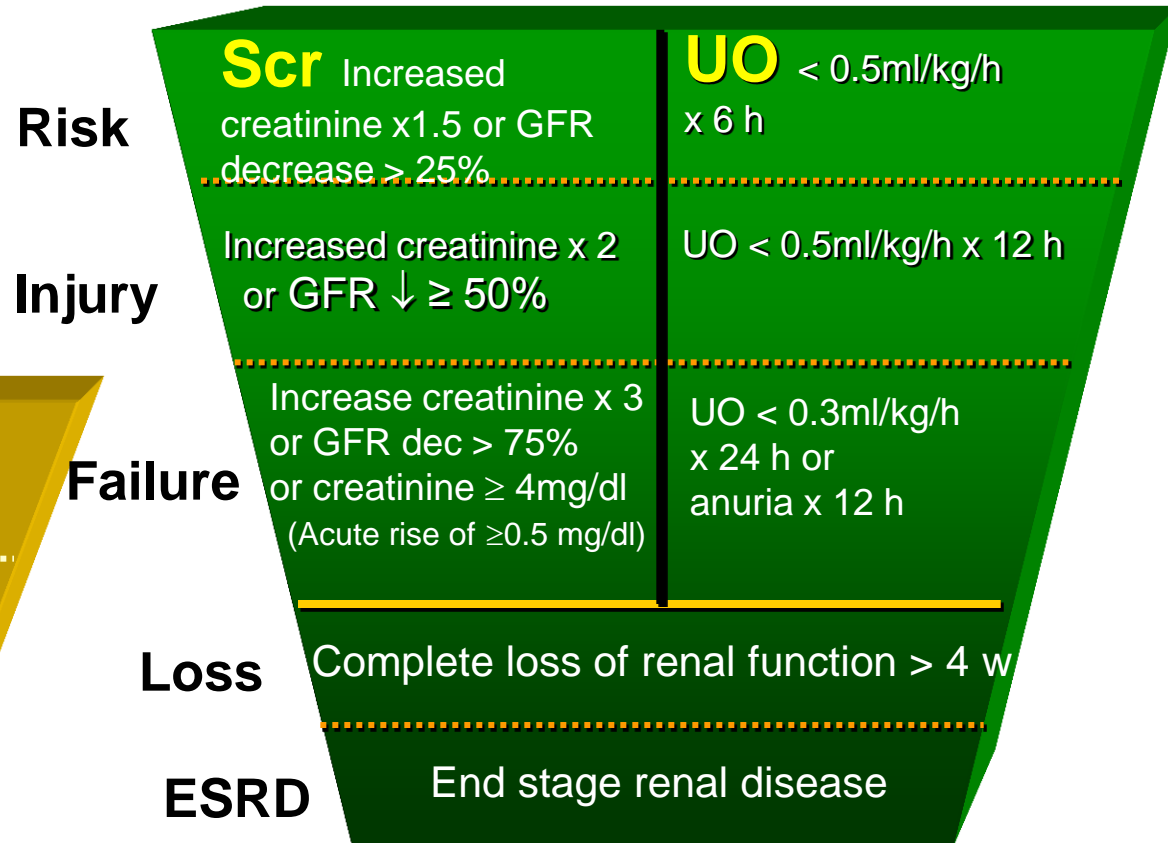 Risk
Scr Increased
creatinine x1.5 or GFR
decrease > 25%
UO < 0.5ml/kg/h
x 6 h
Injury
Increased creatinine x 2
or GFR ↓ ≥ 50%
UO < 0.5ml/kg/h x 12 h
Failure
Increase creatinine x 3
or GFR dec > 75%
or creatinine ≥ 4mg/dl
(Acute rise of ≥0.5 mg/dl)
UO < 0.3ml/kg/h
x 24 h or
anuria x 12 h
Loss
Complete loss of renal function > 4 w
ESRD
End stage renal disease